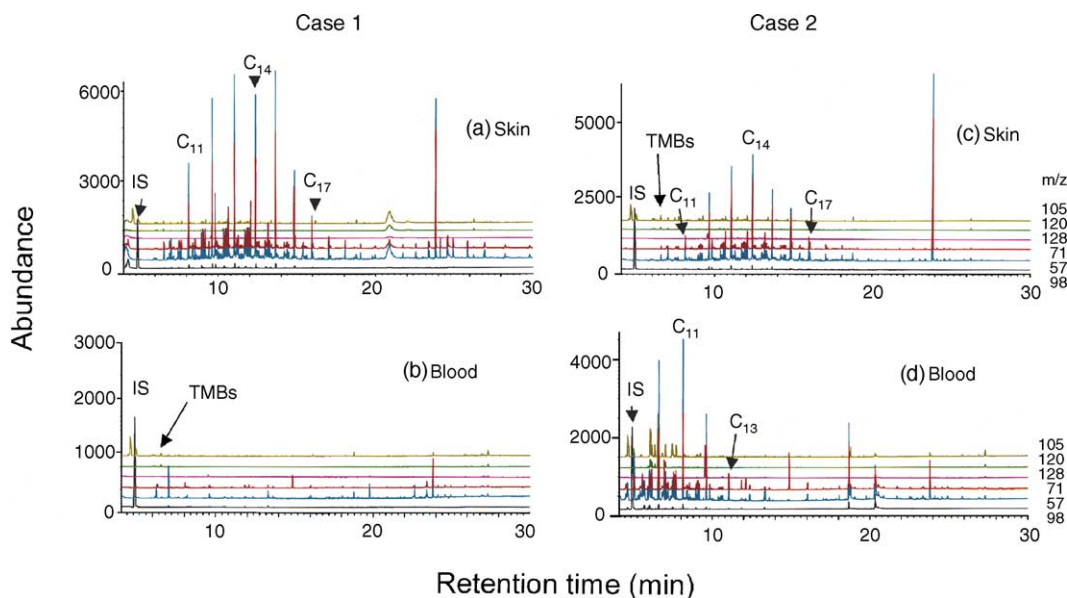 Case 1
Case 2
Abundance
6000
3000
0
IS
C11
C14
C17
(a) Skin
10
20
30
5000
2500
0
IS
TMBs
C11
C14
C17
(c) Skin
10
20
30
m/z
105
120
128
71
57
98
3000
2000
1000
0
IS
TMBs
(b) Blood
10
20
30
4000
2000
0
IS
C11
C13
(d) Blood
10
20
30
105
120
128
71
57
98
Retention time (min)